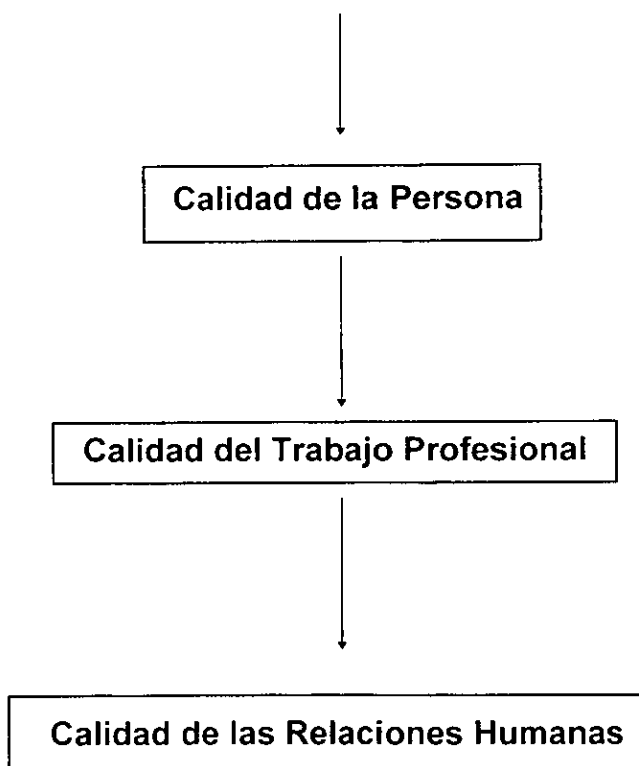 Calidad de la Persona
Calidad del Trabajo Profesional
Calidad de las Relaciones Humanas